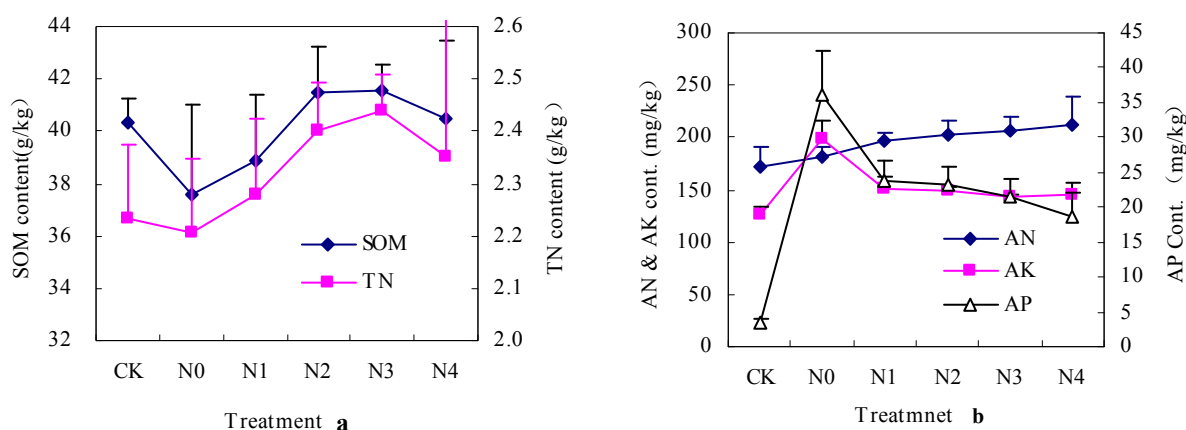 44
42
40
38
36
34
32
SOM content(g/kg)
2.6
2.5
2.4
2.3
2.2
2.1
2.0
TN content (g/kg)
SOM
TN
CK N0 N1 N2 N3 N4
Treatment a
300
250
200
150
100
50
0
AN & AK cont. (mg/kg)
45
40
35
30
25
20
15
10
5
0
AP Cont. (mg/kg)
AN
AK
AP
CK N0 N1 N2 N3 N4
Treatmnet b